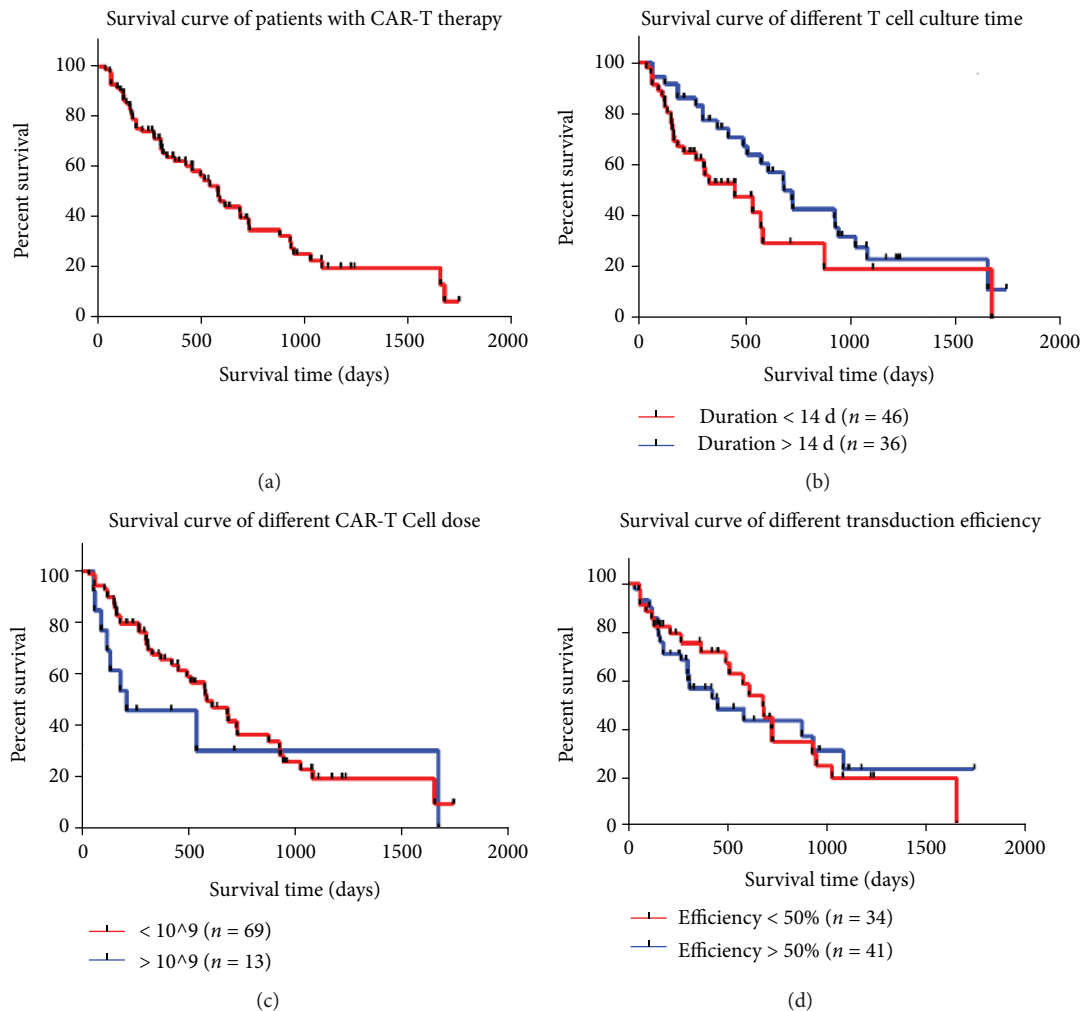 Survival curve of patients with CAR-T therapy
100
80
60
40
20
0
Percent survival
0 500 1000 1500 2000
Survival time (days)
(a)
Survival curve of different T cell culture time
100
80
60
40
20
0
Percent survival
0 500 1000 1500 2000
Survival time (days)
Duration < 14 d (n = 46)
Duration > 14 d (n = 36)
(b)
Survival curve of different CAR-T Cell dose
100
80
60
40
20
0
Percent survival
0 500 1000 1500 2000
Survival time (days)
< 10^9 (n = 69)
> 10^9 (n = 13)
(c)
Survival curve of different transduction efficiency
100
80
60
40
20
0
Percent survival
0 500 1000 1500 2000
Survival time (days)
Efficiency < 50% (n = 34)
Efficiency > 50% (n = 41)
(d)